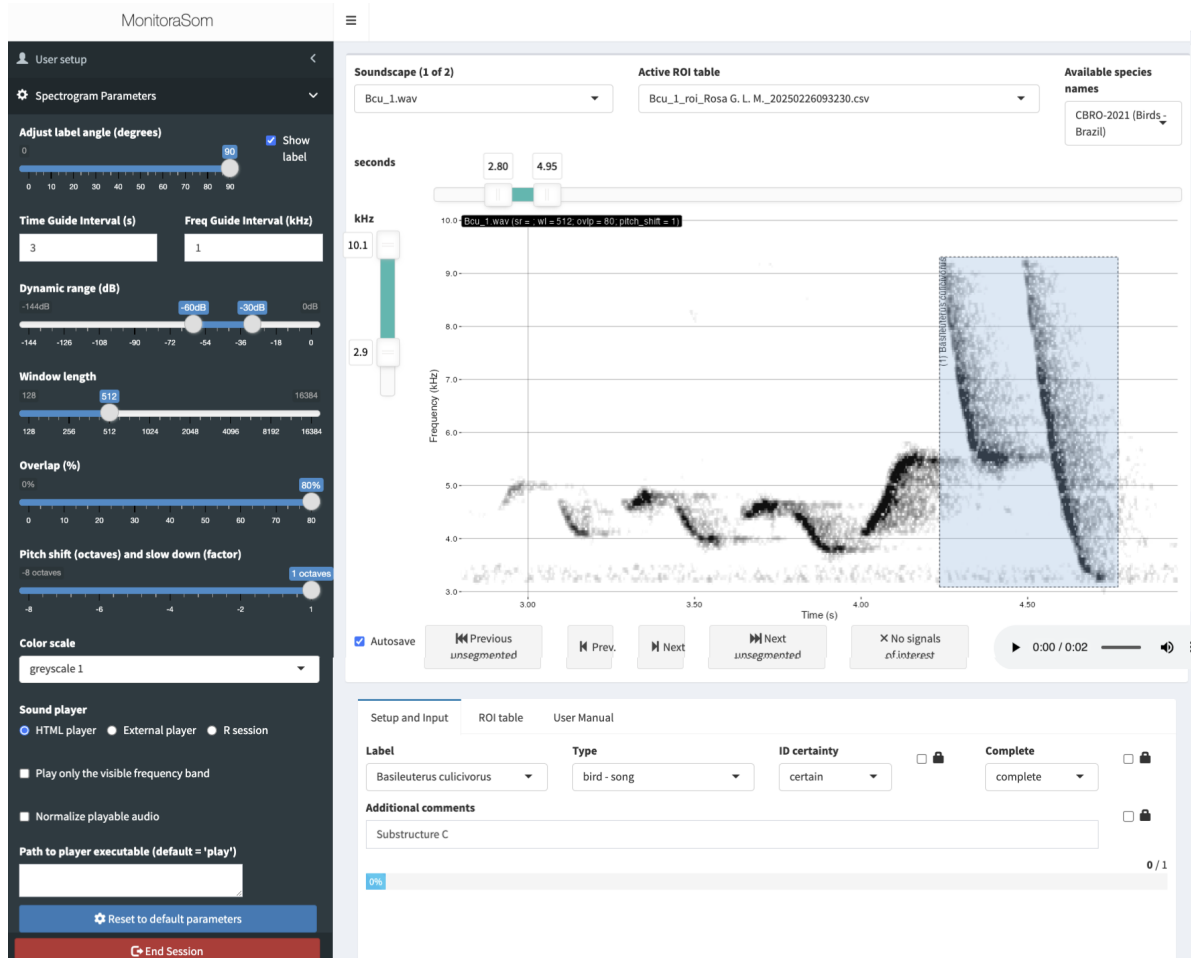 MonitoraSom
User setup
Spectrogram Parameters
Adjust label angle (degrees)
Show label
0 90
0 10 20 30 40 50 60 70 80 90
Time Guide Interval (s) Freq Guide Interval (kHz)
3 1
Dynamic range (dB)
-144dB -60dB -30dB 0dB
-144 -126 -108 -90 -72 -54 -36 -18 0
Window length
128 512 16384
128 256 512 1024 2048 4096 8192 16384
Overlap (%)
0% 80%
0 10 20 30 40 50 60 70 80
Pitch shift (octaves) and slow down (factor)
-8 octaves 1 octaves
-8 -6 -4 -2 1
Color scale
greyscale 1
Sound player
HTML player External player R session
Play only the visible frequency band
Normalize playable audio
Path to player executable (default = 'play')
Reset to default parameters
End Session
Soundscape (1 of 2) Active ROI table Available species
names
Bcu_1.wav Bcu_1_roi_Rosa G. L. M._20250226093230.csv CBRO-2021 (Birds -
Brazil)
seconds
2.80 4.95
kHz
10.1
2.9
Bcu_1.wav (sr = ; wl = 512; ovlp = 80; pitch_shift = 1)
10.0
9.0
8.0
7.0
6.0
5.0
4.0
3.0
Frequency (kHz)
(1) Basileuterus culicivorus
3.00 3.50 4.00 4.50
Time (s)
Autosave
Previous
unsegmented
Prev.
Next
Next
unsegmented
No signals
of interest
0:00 / 0:02
Setup and Input ROI table User Manual
Label Type ID certainty Complete
Basileuterus culicivorus bird - song certain complete
Additional comments
Substructure C
0 / 1
0%